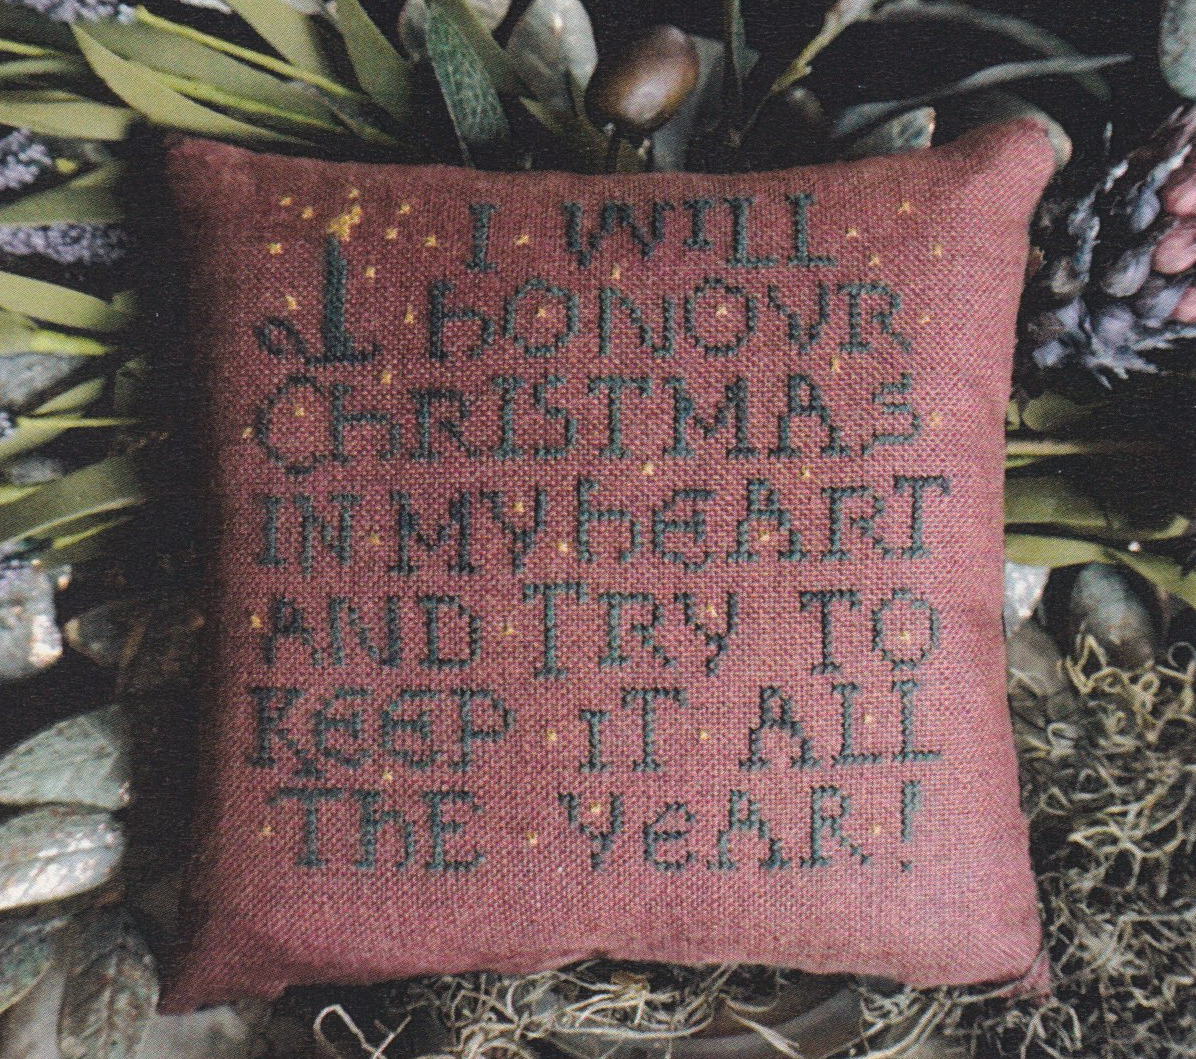 I WILL
hONOVR
ChRISTMAS
IN MY hEART
AND TRY TO
KEEP IT ALL
ThE YeAR!